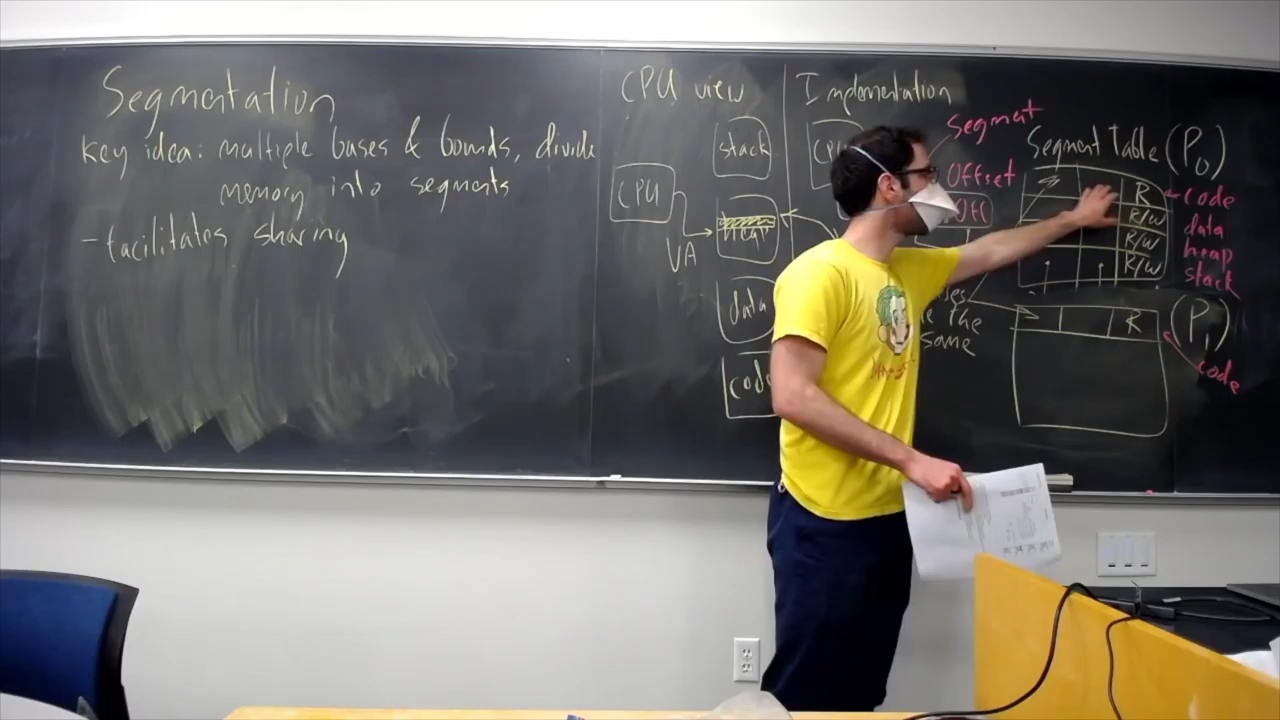 Segmentation
Key idea: multiple bases & bounds, divide
memory into segments
- facilitates sharing
CPU view
stack
CPU
VA
heap
data
code
Implementation
Segment
Offset
Off
the
same
Segment Table (P0)
R
R/W
R/W
R/W
code
data
heap
stack
R
(P1)
code